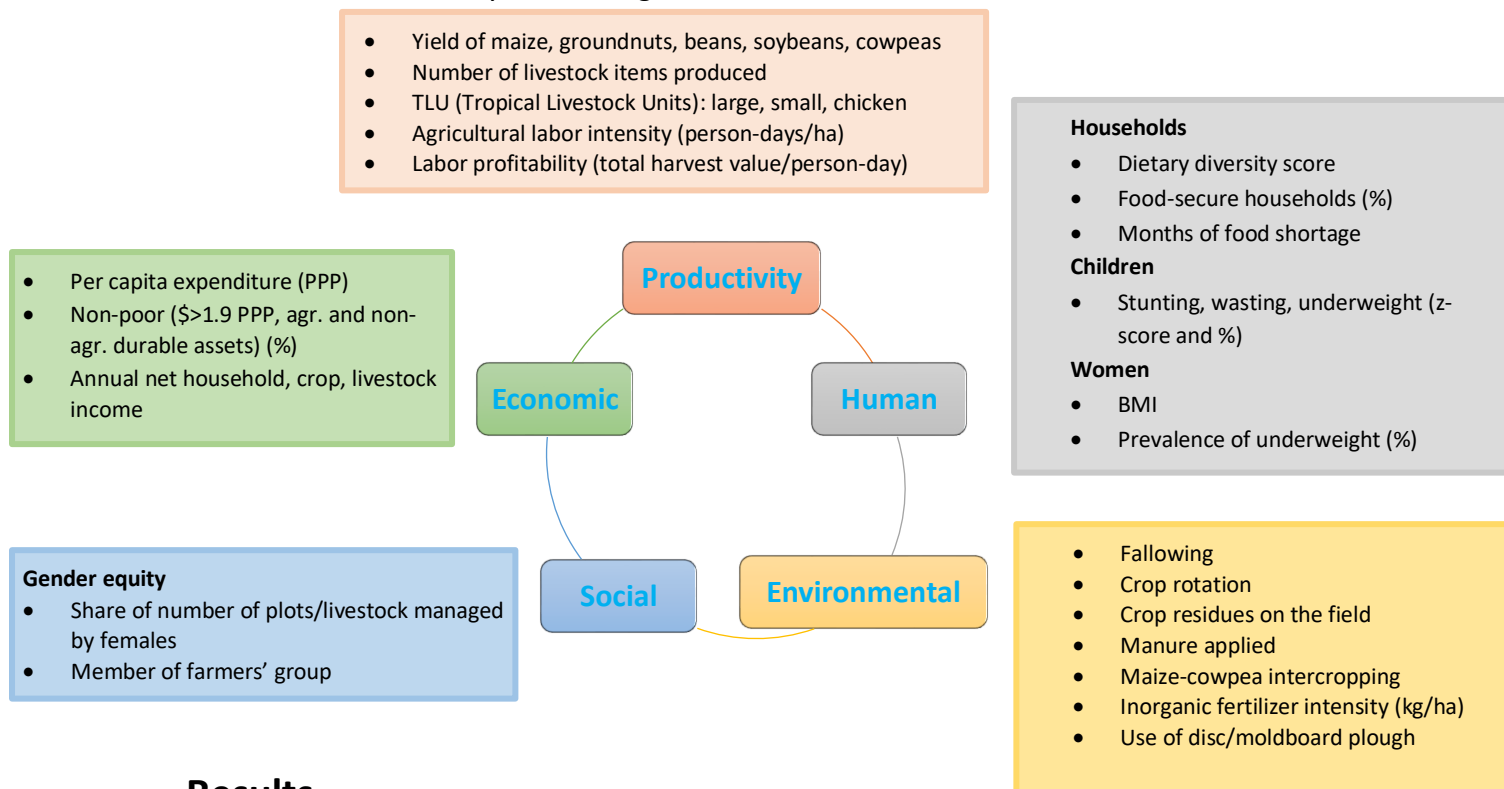 • Yield of maize, groundnuts, beans, soybeans, cowpeas
• Number of livestock items produced
• TLU (Tropical Livestock Units): large, small, chicken
• Agricultural labor intensity (person-days/ha)
• Labor profitability (total harvest value/person-day)
Households
• Dietary diversity score
• Food-secure households (%)
• Months of food shortage
Children
• Stunting, wasting, underweight (z-
score and %)
Women
• BMI
• Prevalence of underweight (%)
• Per capita expenditure (PPP)
• Non-poor ($>1.9 PPP, agr. and non-
agr. durable assets) (%)
• Annual net household, crop, livestock
income
Productivity
Economic
Human
Social
Environmental
Gender equity
• Share of number of plots/livestock managed
by females
• Member of farmers’ group
• Fallowing
• Crop rotation
• Crop residues on the field
• Manure applied
• Maize-cowpea intercropping
• Inorganic fertilizer intensity (kg/ha)
• Use of disc/moldboard plough
Results